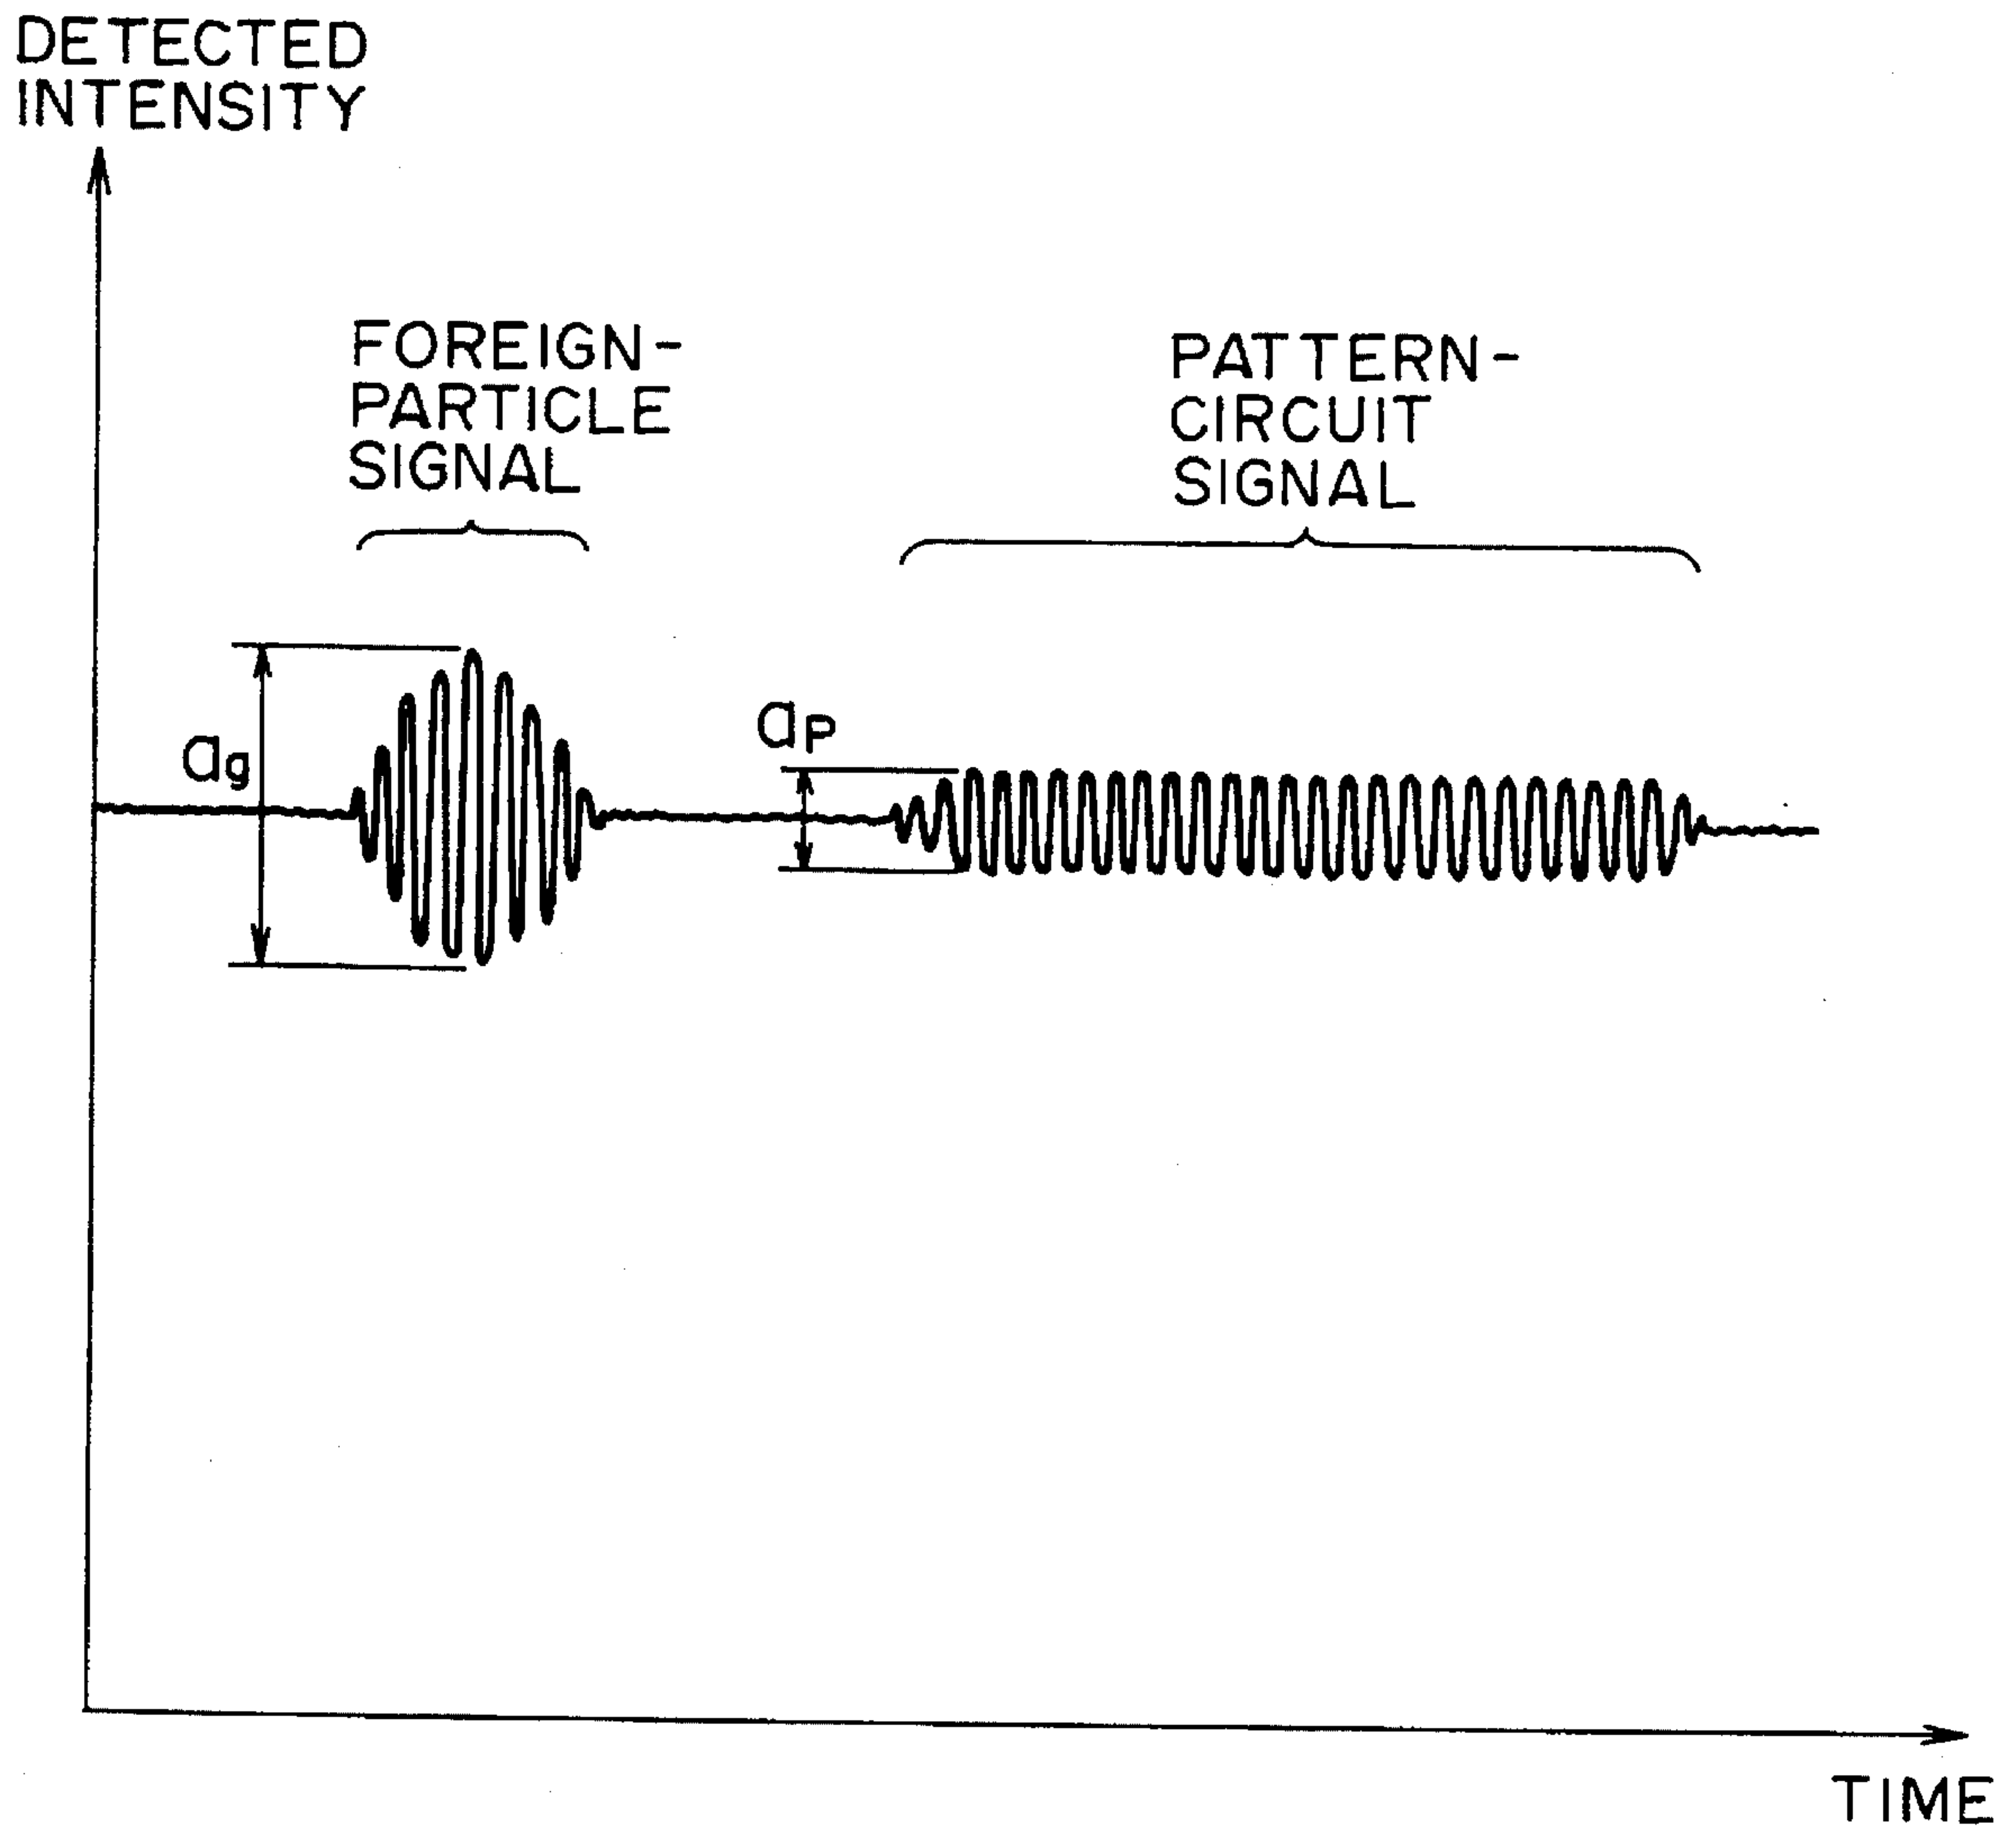 DETECTED
INTENSITY
FOREIGN-
PARTICLE
SIGNAL
PATTERN-
CIRCUIT
SIGNAL
ag
aP
TIME